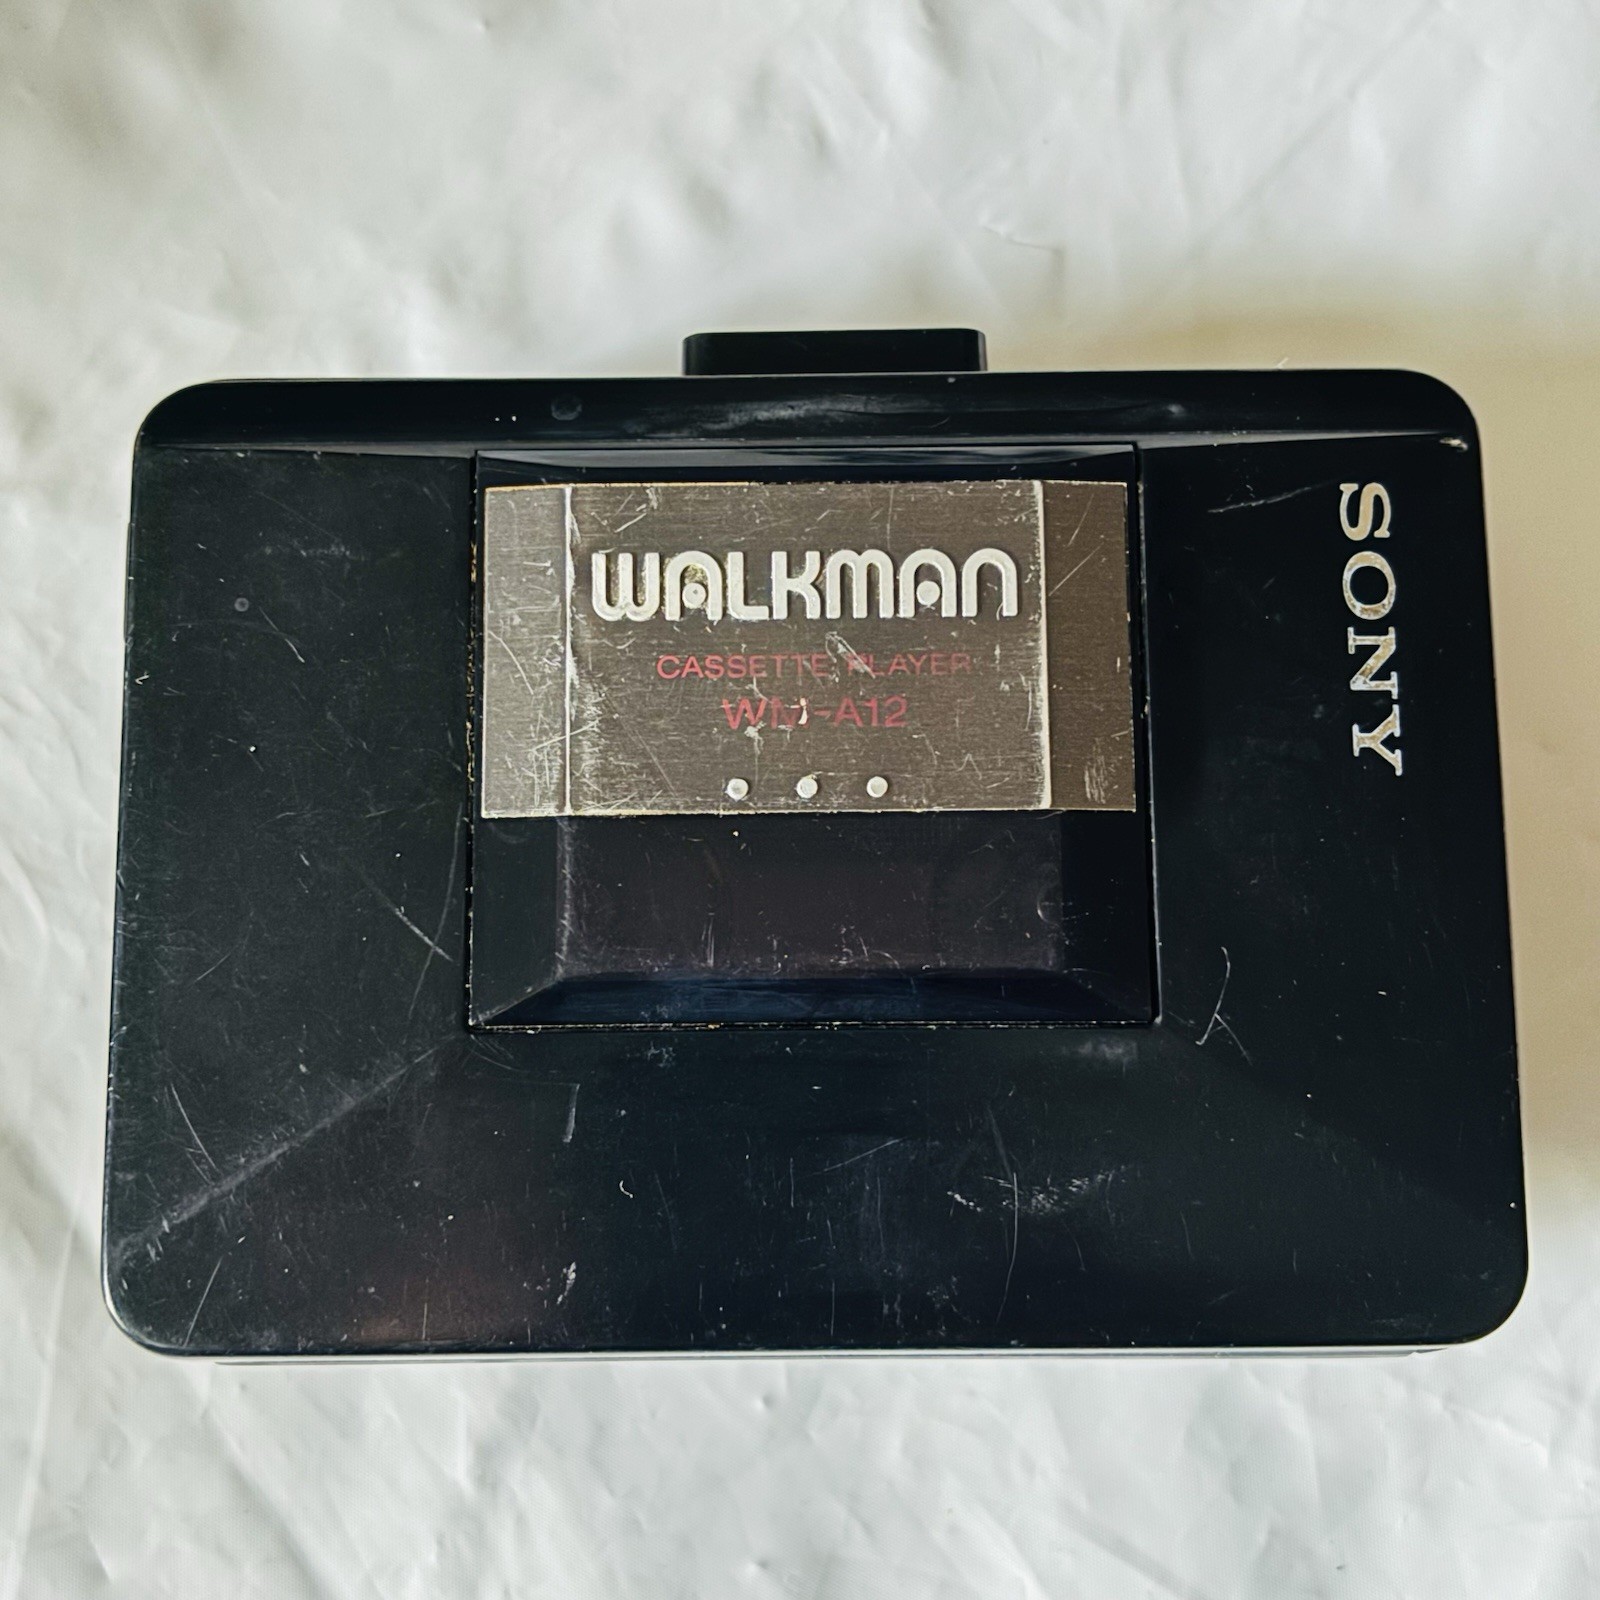 WALKMAN
CASSETTE PLAYER
WM-A12
SONY